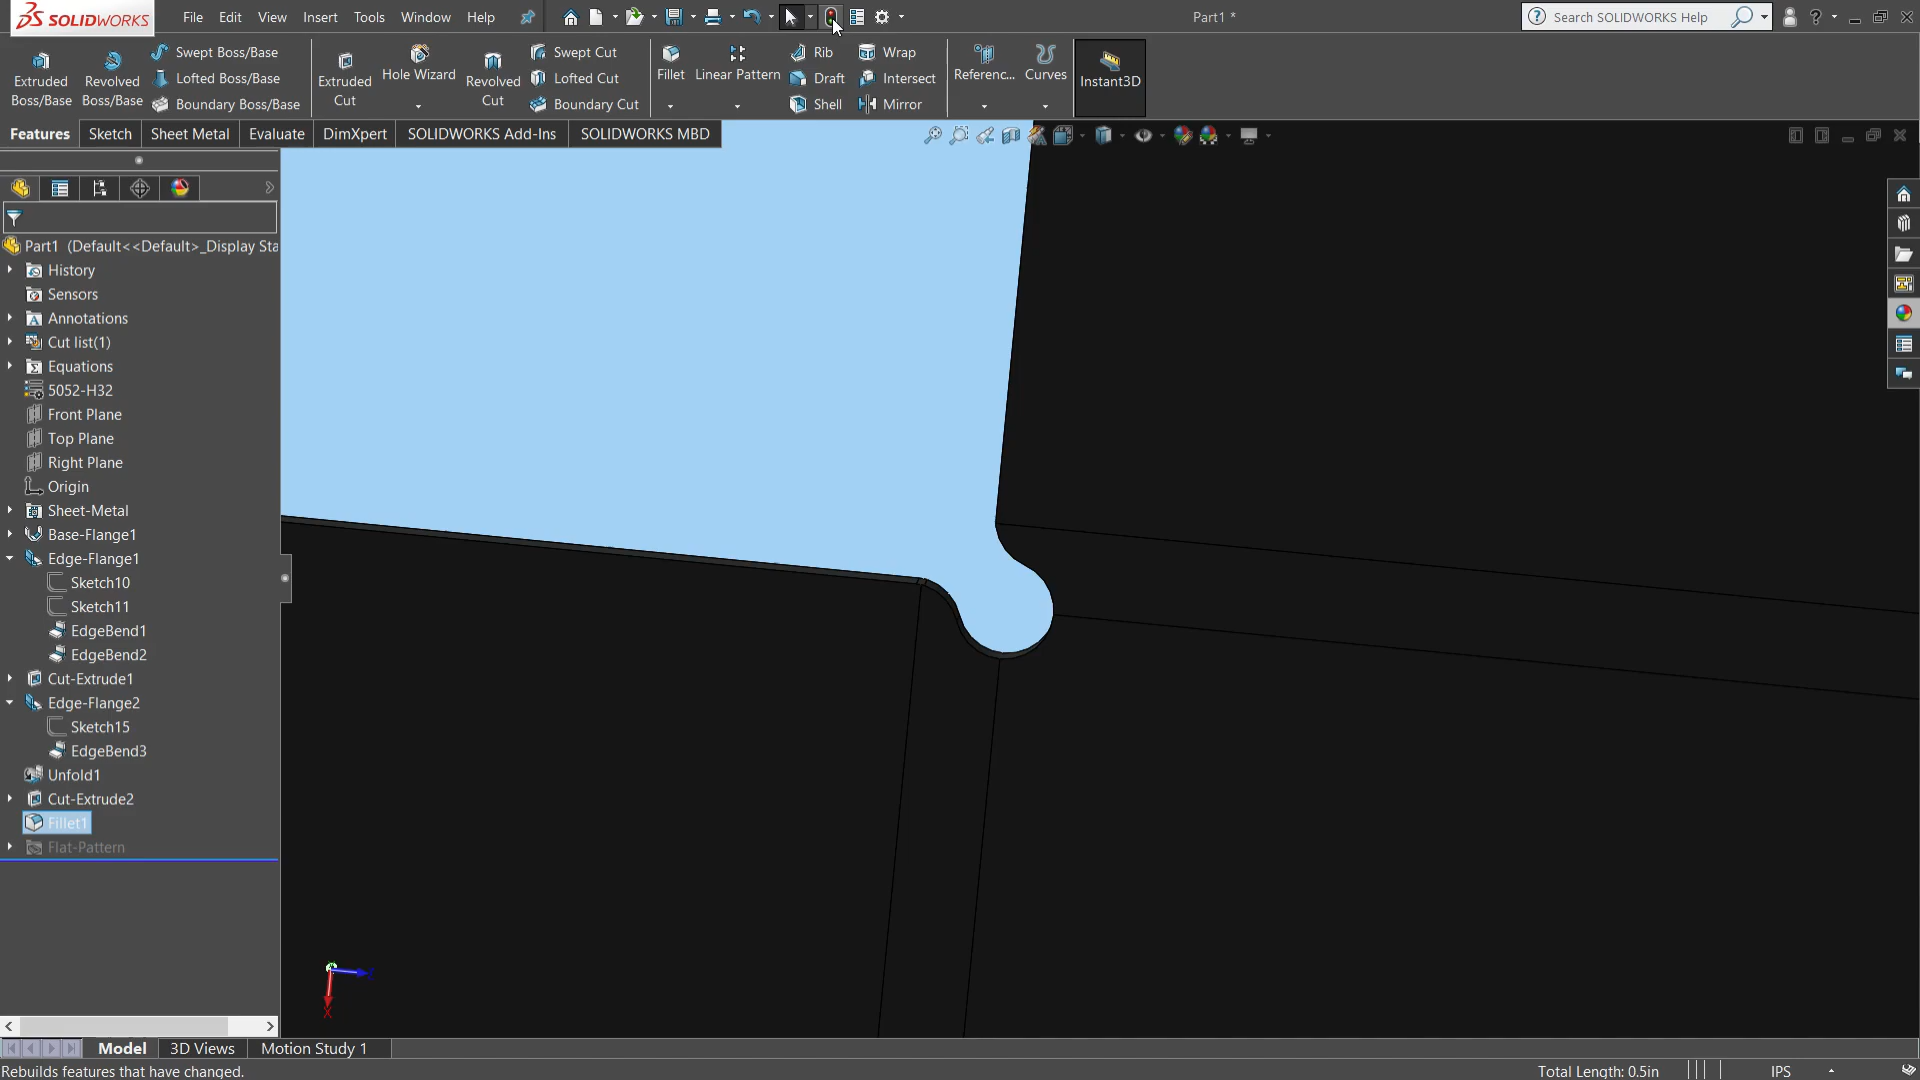 SOLIDWORKS File Edit View Insert Tools Window Help Part1 * Search SOLIDWORKS Help
Extruded Boss/Base
Revolved Boss/Base
Swept Boss/Base
Lofted Boss/Base
Boundary Boss/Base
Extruded Cut
Hole Wizard
Revolved Cut
Swept Cut
Lofted Cut
Boundary Cut
Fillet
Linear Pattern
Rib
Draft
Shell
Wrap
Intersect
Mirror
Referenc...
Curves
Instant3D
Features Sketch Sheet Metal Evaluate DimXpert SOLIDWORKS Add-Ins SOLIDWORKS MBD
Part1 (Default<<Default>_Display Sta
History
Sensors
Annotations
Cut list(1)
Equations
5052-H32
Front Plane
Top Plane
Right Plane
Origin
Sheet-Metal
Base-Flange1
Edge-Flange1
Sketch10
Sketch11
EdgeBend1
EdgeBend2
Cut-Extrude1
Edge-Flange2
Sketch15
EdgeBend3
Unfold1
Cut-Extrude2
Fillet1
Flat-Pattern
X
Model 3D Views Motion Study 1
Rebuilds features that have changed. Total Length: 0.5in IPS